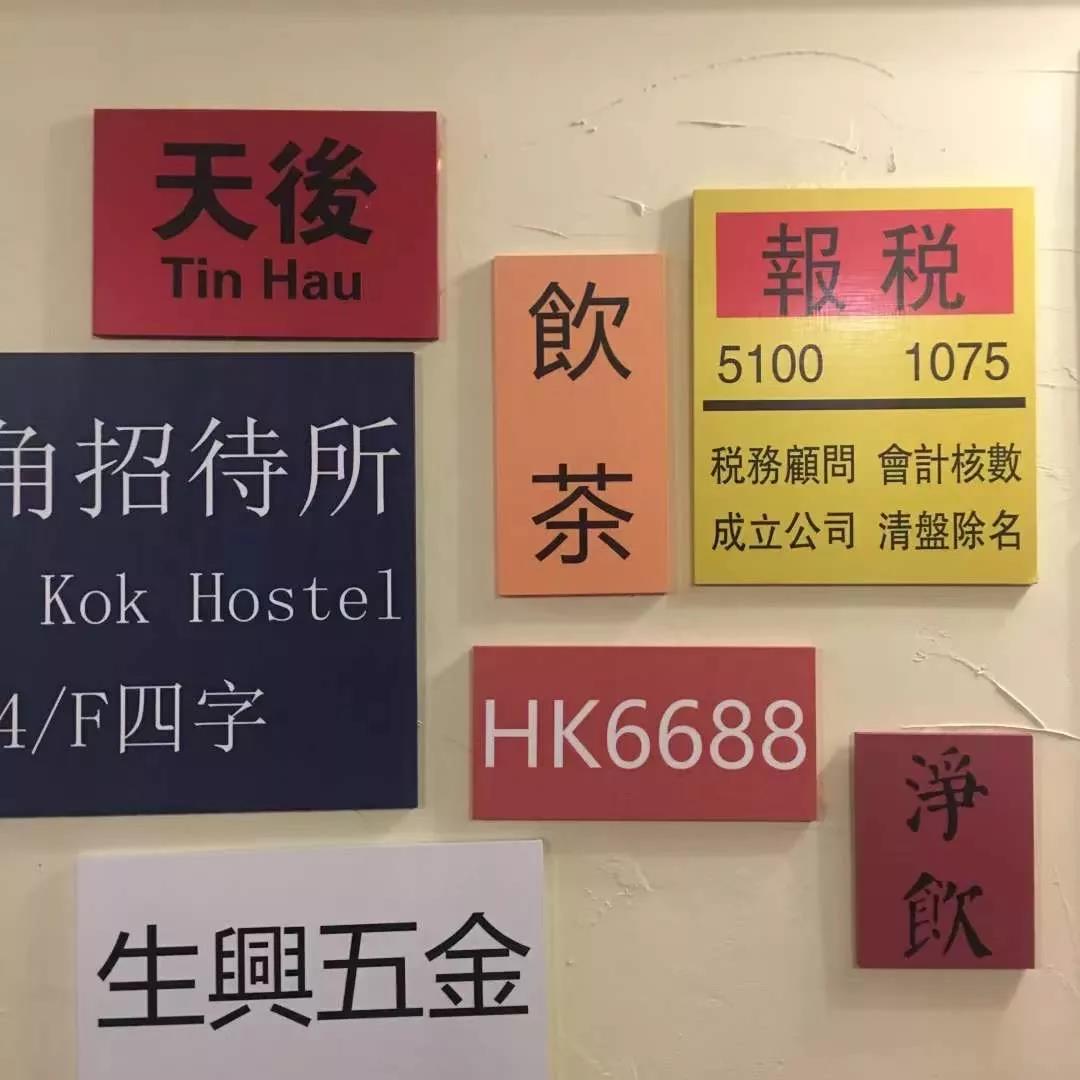 天後
Tin Hau
角招待所
Kok Hostel
4/F四字
生興五金
飲
茶
HK6688
報税
5100 1075
税務顧問 會計核數
成立公司 清盤除名
淨
飲